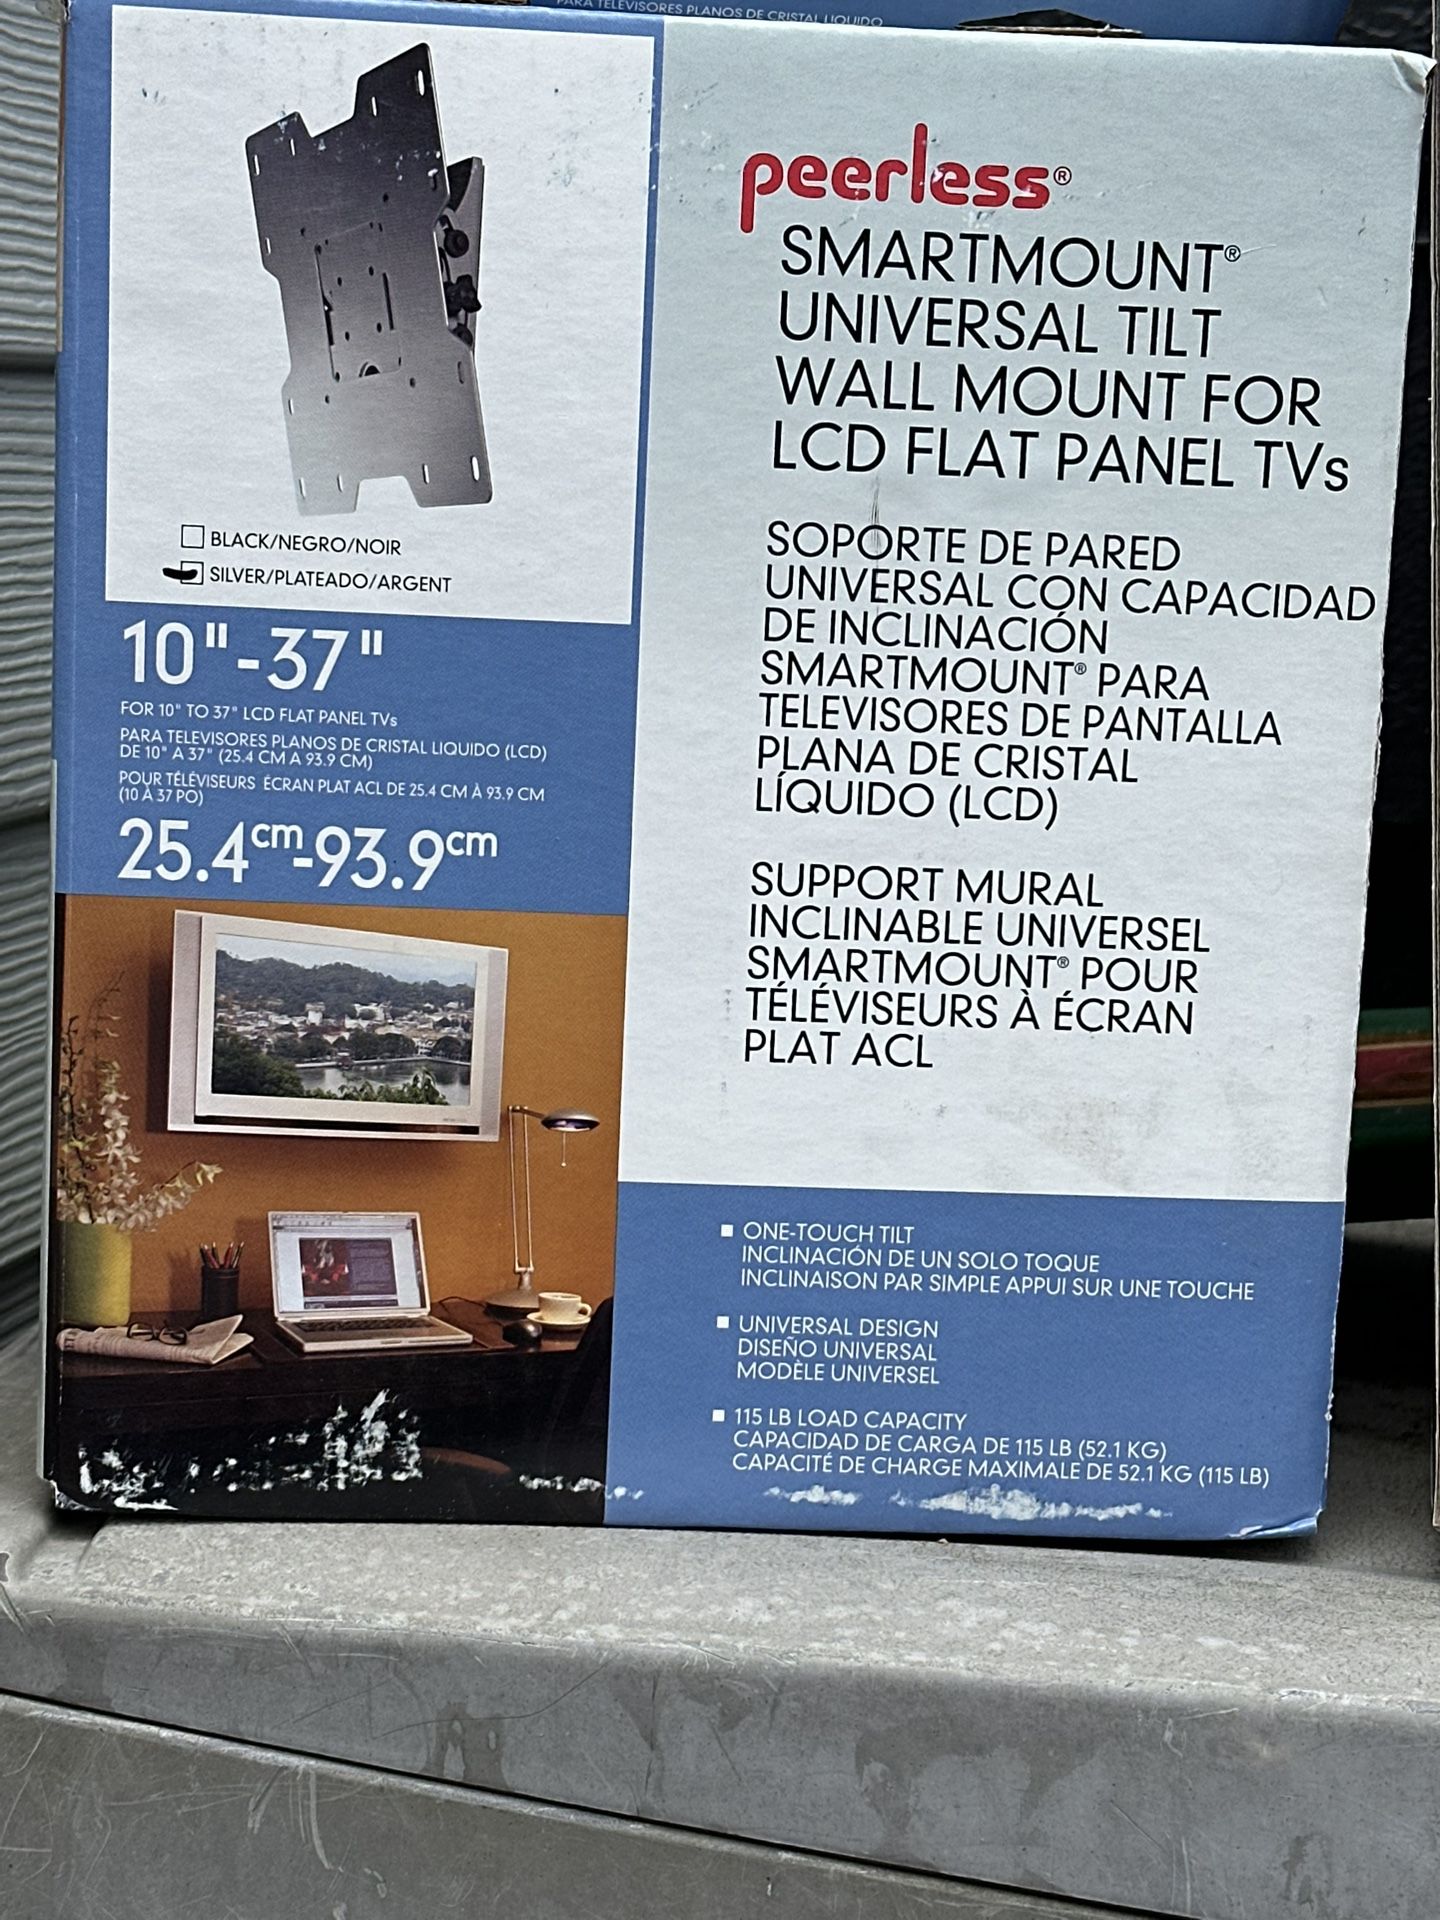 PARA TELEVISORES PLANOS DE CRISTAL LIQUIDO
BLACK/NEGRO/NOIR
SILVER/PLATEADO/ARGENT
10"-37"
FOR 10" TO 37" LCD FLAT PANEL TVs
PARA TELEVISORES PLANOS DE CRISTAL LIQUIDO (LCD)
DE 10" A 37" (25.4 CM A 93.9 CM)
POUR TÉLÉVISEURS ÉCRAN PLAT ACL DE 25.4 CM À 93.9 CM
(10 À 37 PO)
25.4cm-93.9cm
peerless®
SMARTMOUNT®
UNIVERSAL TILT
WALL MOUNT FOR
LCD FLAT PANEL TVs
SOPORTE DE PARED
UNIVERSAL CON CAPACIDAD
DE INCLINACIÓN
SMARTMOUNT® PARA
TELEVISORES DE PANTALLA
PLANA DE CRISTAL
LÍQUIDO (LCD)
SUPPORT MURAL
INCLINABLE UNIVERSEL
SMARTMOUNT® POUR
TÉLÉVISEURS À ÉCRAN
PLAT ACL
ONE-TOUCH TILT
INCLINACIÓN DE UN SOLO TOQUE
INCLINAISON PAR SIMPLE APPUI SUR UNE TOUCHE
UNIVERSAL DESIGN
DISEÑO UNIVERSAL
MODÈLE UNIVERSEL
115 LB LOAD CAPACITY
CAPACIDAD DE CARGA DE 115 LB (52.1 KG)
CAPACITÉ DE CHARGE MAXIMALE DE 52.1 KG (115 LB)